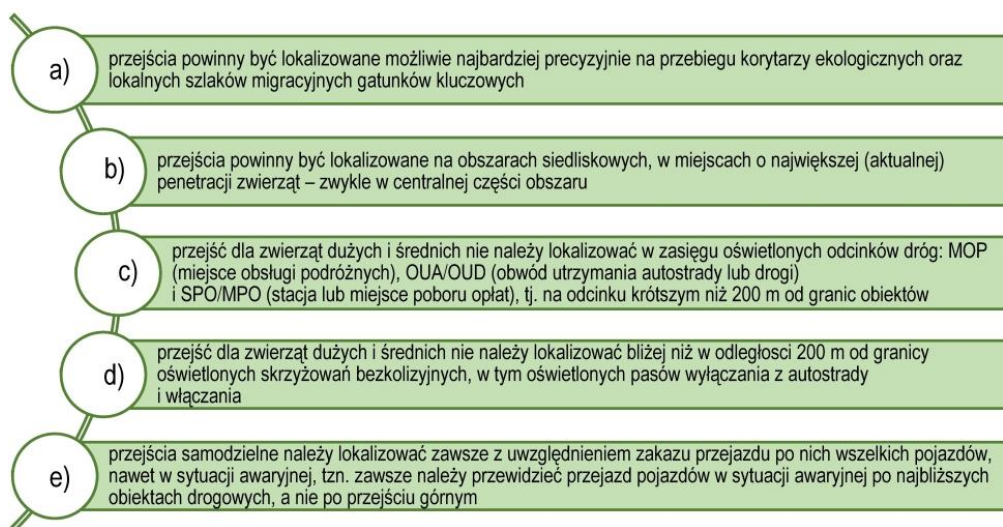 a)
przejścia powinny być lokalizowane możliwie najbardziej precyzyjnie na przebiegu korytarzy ekologicznych oraz
lokalnych szlaków migracyjnych gatunków kluczowych
b)
przejścia powinny być lokalizowane na obszarach siedliskowych, w miejscach o największej (aktualnej)
penetracji zwierząt – zwykle w centralnej części obszaru
c)
przejść dla zwierząt dużych i średnich nie należy lokalizować w zasięgu oświetlonych odcinków dróg: MOP
(miejsce obsługi podróżnych), OUA/OUD (obwód utrzymania autostrady lub drogi)
i SPO/MPO (stacja lub miejsce poboru opłat), tj. na odcinku krótszym niż 200 m od granic obiektów
d)
przejść dla zwierząt dużych i średnich nie należy lokalizować bliżej niż w odległosci 200 m od granicy
oświetlonych skrzyżowań bezkolizyjnych, w tym oświetlonych pasów wyłączania z autostrady
i włączania
e)
przejścia samodzielne należy lokalizować zawsze z uwzględnieniem zakazu przejazdu po nich wszelkich pojazdów,
nawet w sytuacji awaryjnej, tzn. zawsze należy przewidzieć przejazd pojazdów w sytuacji awaryjnej po najbliższych
obiektach drogowych, a nie po przejściu górnym